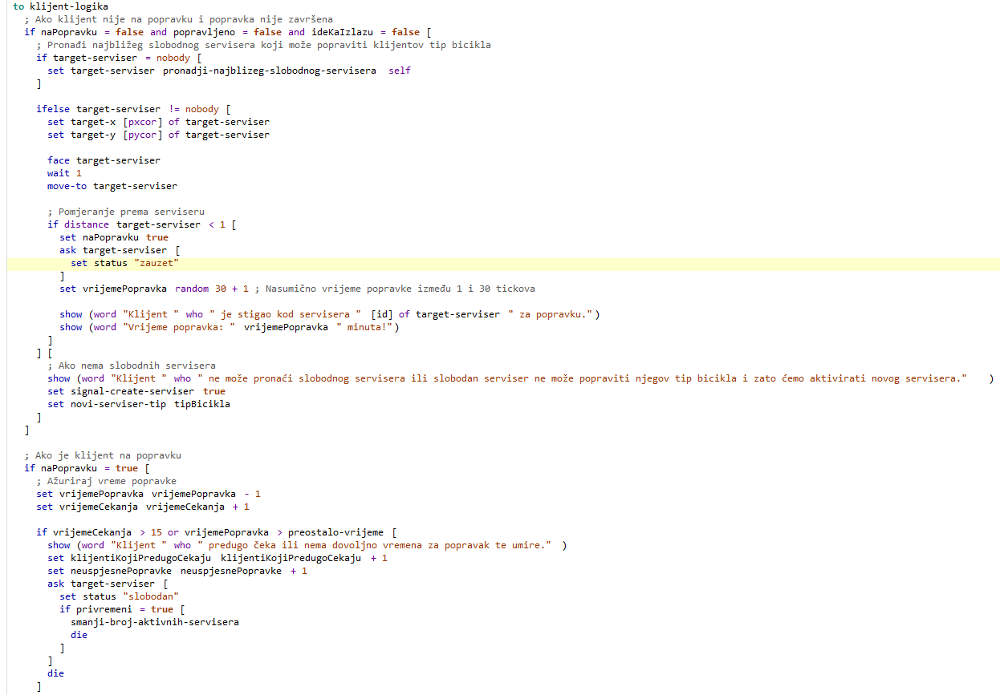 to klijent-logika
; Ako klijent nije na popravku i popravka nije završena
if naPopravku = false and popravljeno = false and ideKaIzlazu = false [
; Pronađi najbližeg slobodnog servisera koji može popraviti klijentov tip bicikla
if target-serviser = nobody [
set target-serviser pronadji-najblizeg-slobodnog-servisera self
]
ifelse target-serviser != nobody [
set target-x [pxcor] of target-serviser
set target-y [pycor] of target-serviser
face target-serviser
wait 1
move-to target-serviser
; Pomjeranje prema serviseru
if distance target-serviser < 1 [
set naPopravku true
ask target-serviser [
set status "zauzet"
]
set vrijemePopravka random 30 + 1 ; Nasumično vrijeme popravke između 1 i 30 tickova
show (word "Klijent " who " je stigao kod servisera " [id] of target-serviser " za popravku.")
show (word "Vrijeme popravka: " vrijemePopravka " minuta!")
]
] [
; Ako nema slobodnih servisera
show (word "Klijent " who " ne može pronaći slobodnog servisera ili slobodan serviser ne može popraviti njegov tip bicikla i zato ćemo aktivirati novog servisera." )
set signal-create-serviser true
set novi-serviser-tip tipBicikla
]
]
; Ako je klijent na popravku
if naPopravku = true [
; Ažuriraj vreme popravke
set vrijemePopravka vrijemePopravka - 1
set vrijemeCekanja vrijemeCekanja + 1
if vrijemeCekanja > 15 or vrijemePopravka > preostalo-vrijeme [
show (word "Klijent " who " predugo čeka ili nema dovoljno vremena za popravak te umire." )
set klijentiKojiPredugoCekaju klijentiKojiPredugoCekaju + 1
set neuspjesnePopravke neuspjesnePopravke + 1
ask target-serviser [
set status "slobodan"
if privremeni = true [
smanji-broj-aktivnih-servisera
die
]
]
die
]